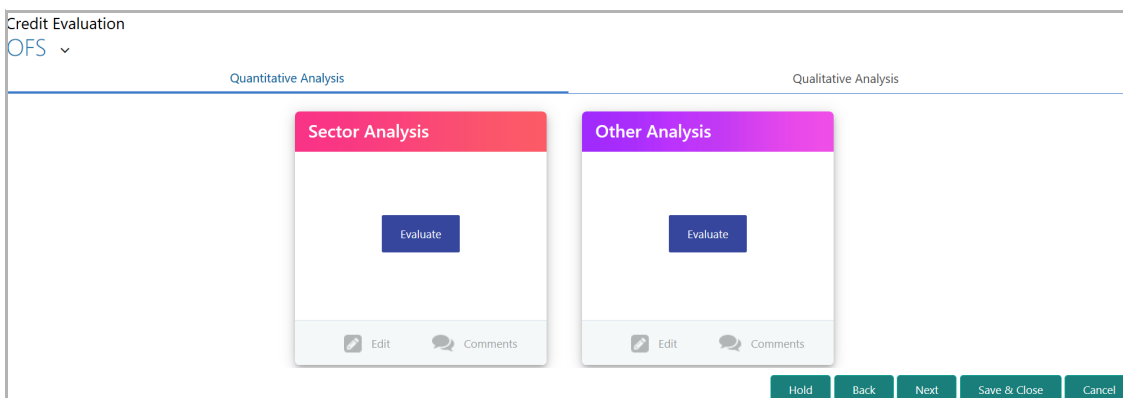 Credit Evaluation
OFS
Quantitative Analysis Qualitative Analysis
Sector Analysis Other Analysis
Evaluate Evaluate
Edit Comments Edit Comments
Hold Back Next Save & Close Cancel